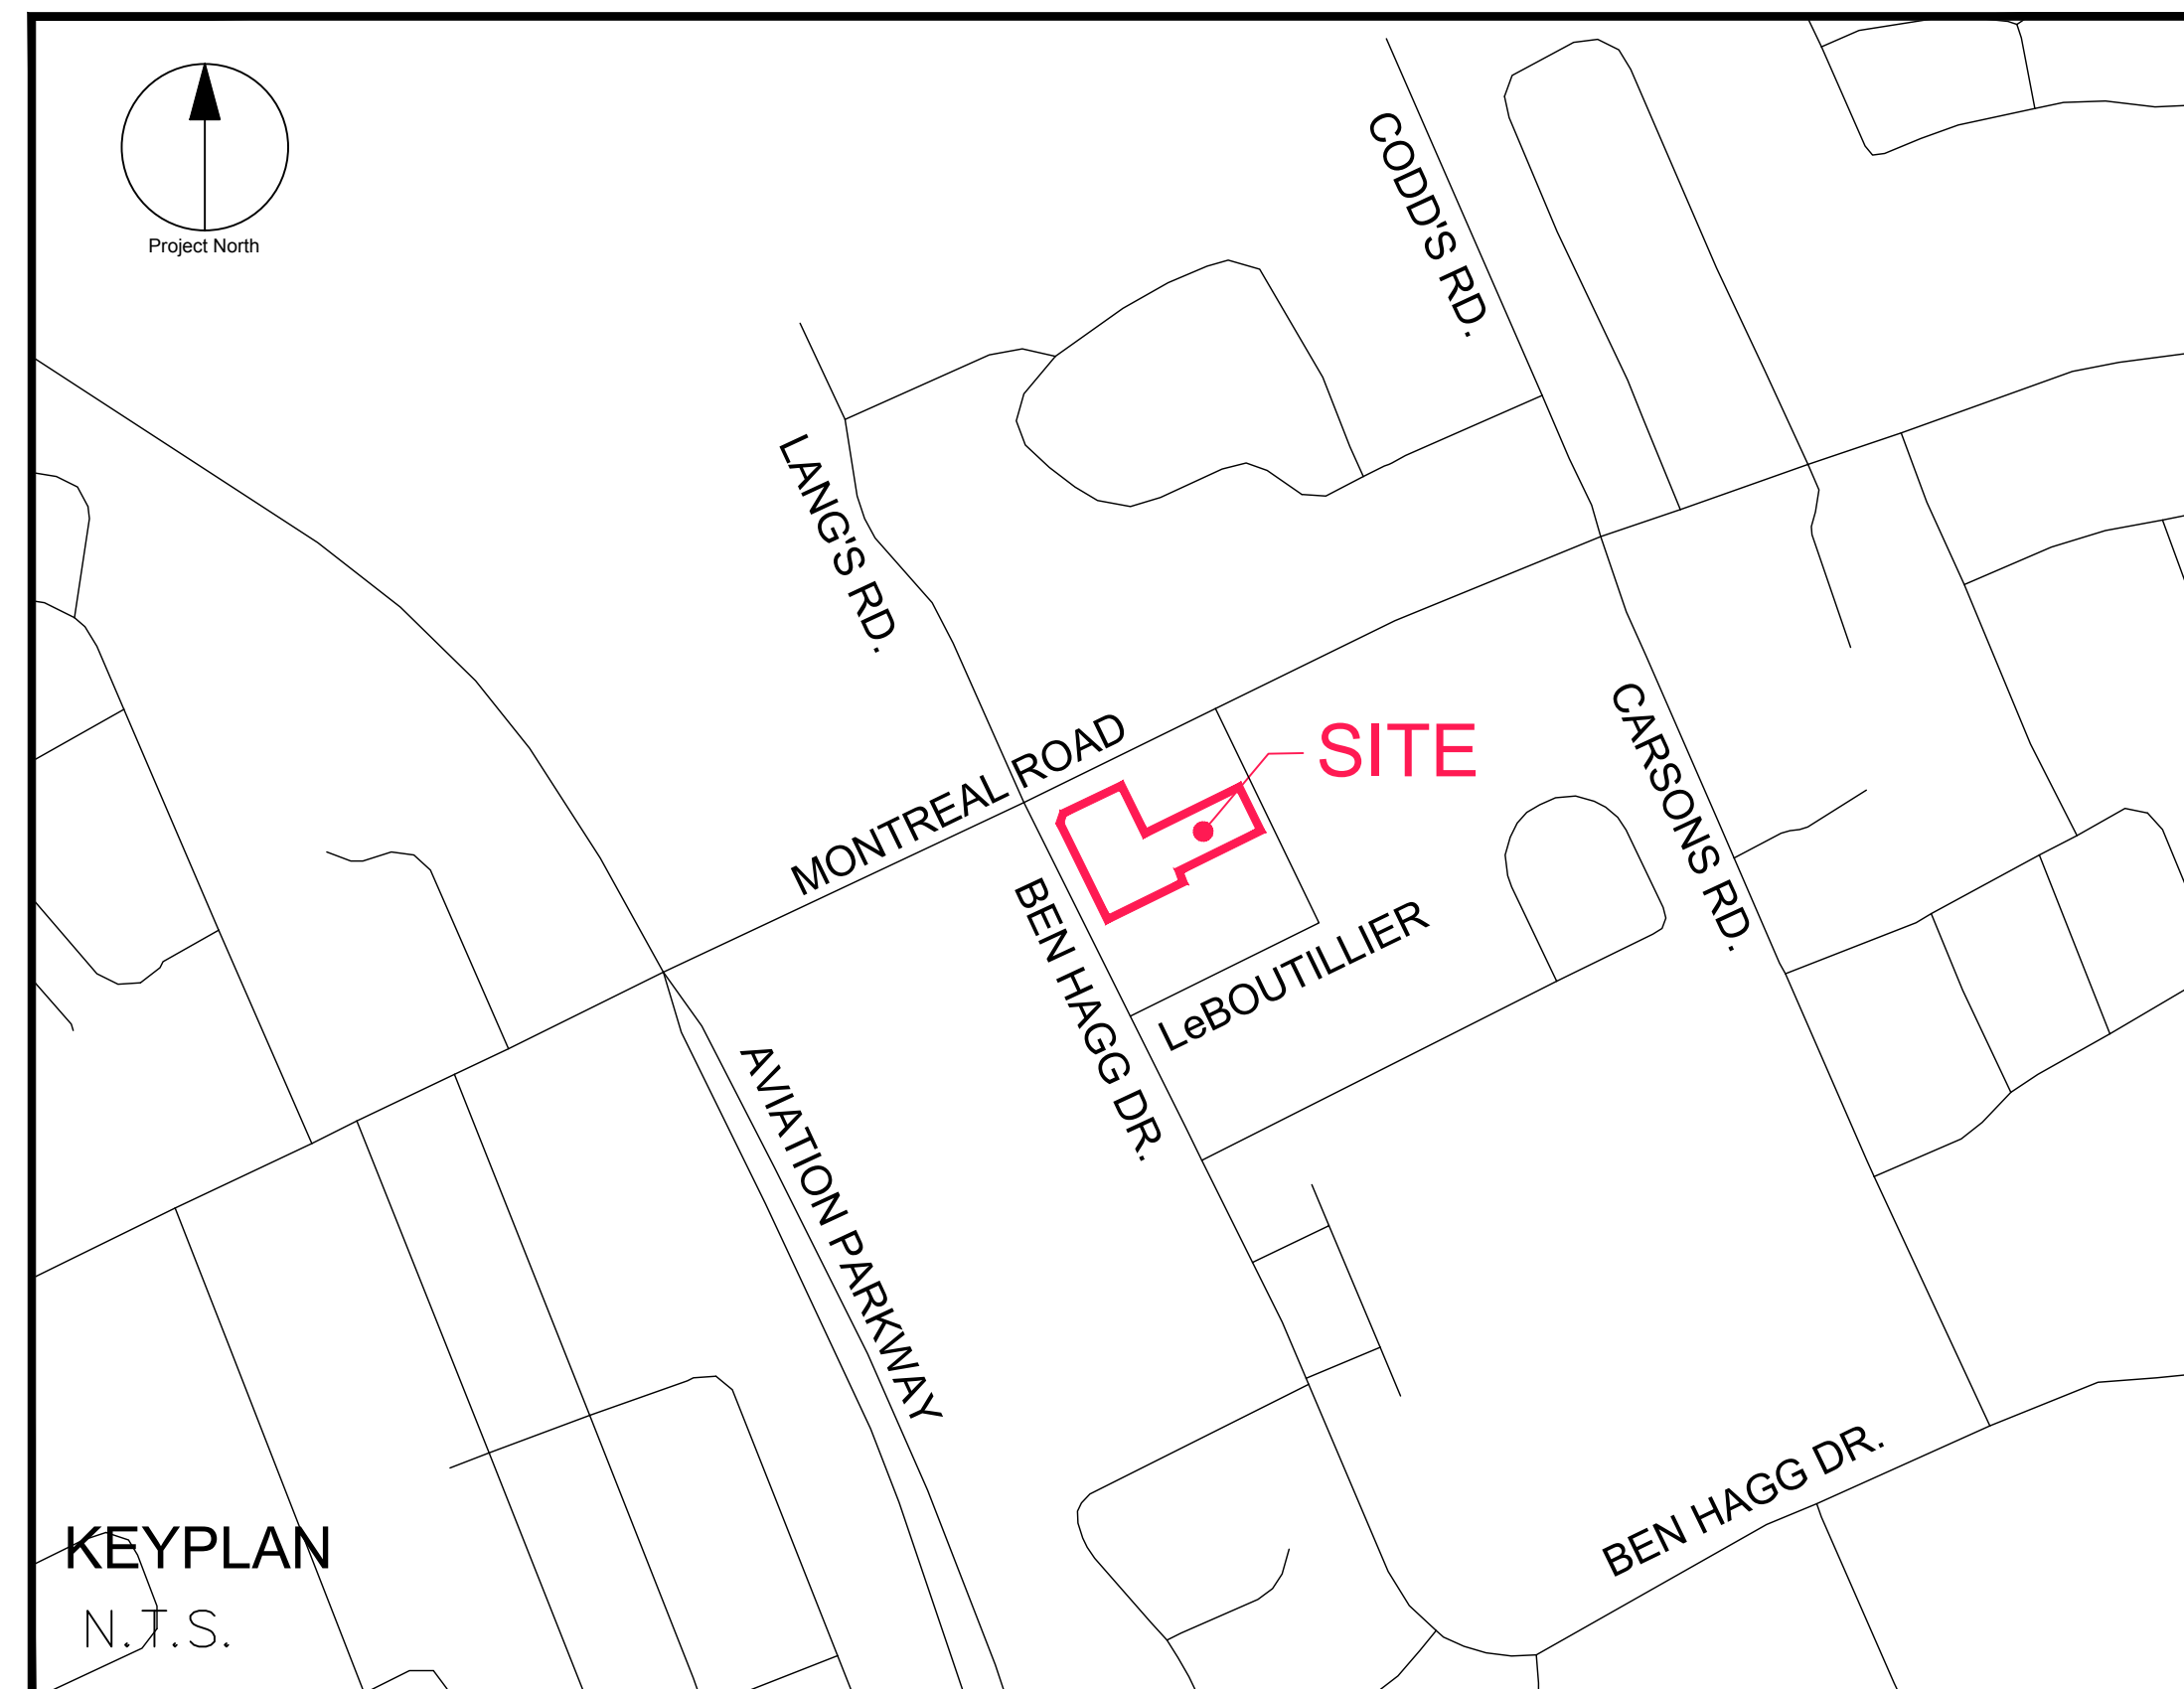 Project North
CODD'S RD.
LANG'S RD.
MONTREAL ROAD
SITE
CARSONS RD.
BEN HAGG DR.
LeBOUTILLIER
AVIATION PARKWAY
BEN HAGG DR.
KEYPLAN
N.T.S.